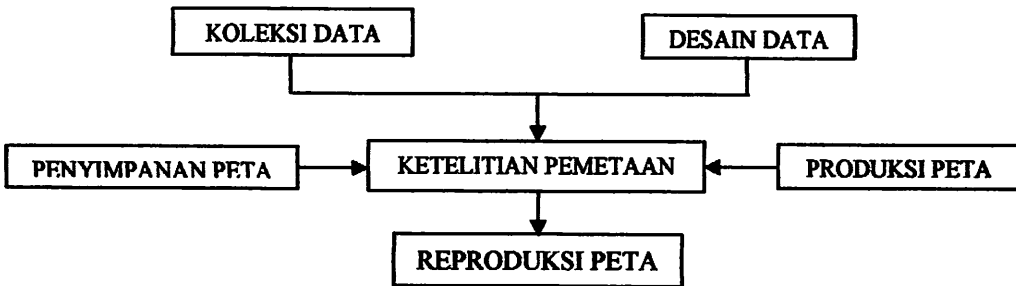 KOLEKSI DATA
DESAIN DATA
PENYIMPANAN PETA
KETELITIAN PEMETAAN
PRODUKSI PETA
REPRODUKSI PETA